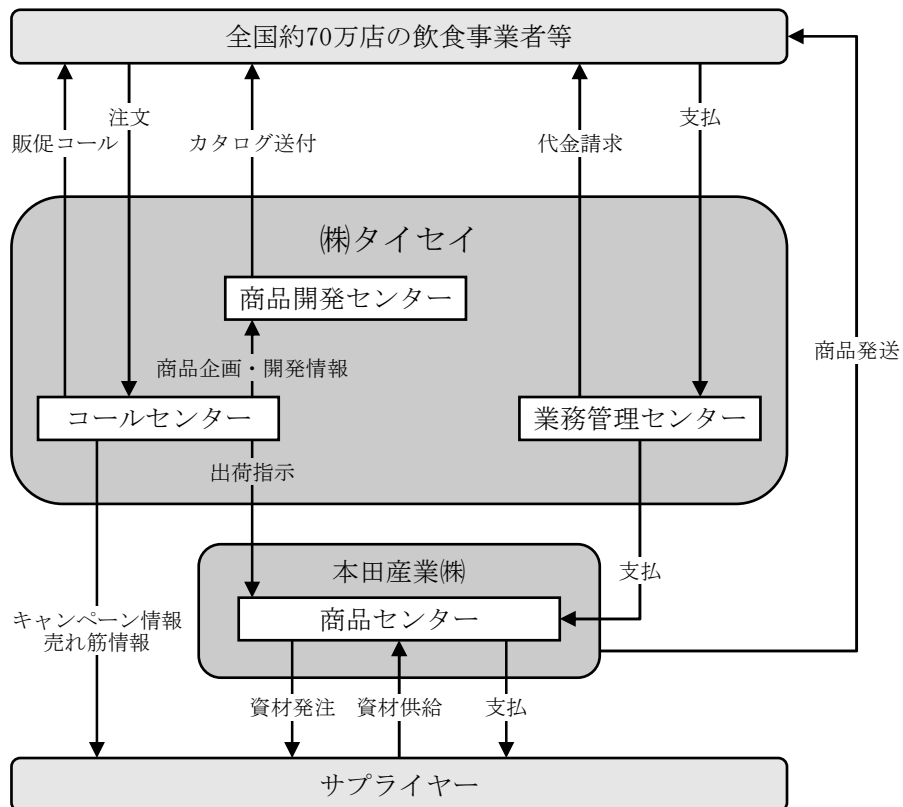 全国約70万店の飲食事業者等
注文
支払
販促コール
カタログ送付
代金請求
㈱タイセイ
商品開発センター
商品発送
商品企画・開発情報
コールセンター
業務管理センター
出荷指示
本田産業㈱
支払
商品センター
キャンペーン情報
売れ筋情報
資材発注
資材供給
支払
サプライヤー